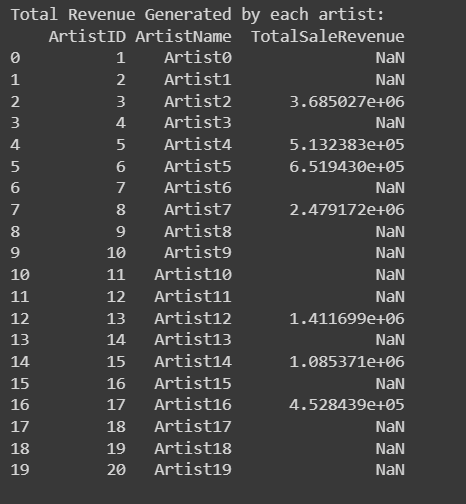 Total Revenue Generated by each artist:
    ArtistID ArtistName  TotalSaleRevenue
0          1    Artist0               NaN
1          2    Artist1               NaN
2          3    Artist2      3.685027e+06
3          4    Artist3               NaN
4          5    Artist4      5.132383e+05
5          6    Artist5      6.519430e+05
6          7    Artist6               NaN
7          8    Artist7      2.479172e+06
8          9    Artist8               NaN
9         10    Artist9               NaN
10        11   Artist10               NaN
11        12   Artist11               NaN
12        13   Artist12      1.411699e+06
13        14   Artist13               NaN
14        15   Artist14      1.085371e+06
15        16   Artist15               NaN
16        17   Artist16      4.528439e+05
17        18   Artist17               NaN
18        19   Artist18               NaN
19        20   Artist19               NaN